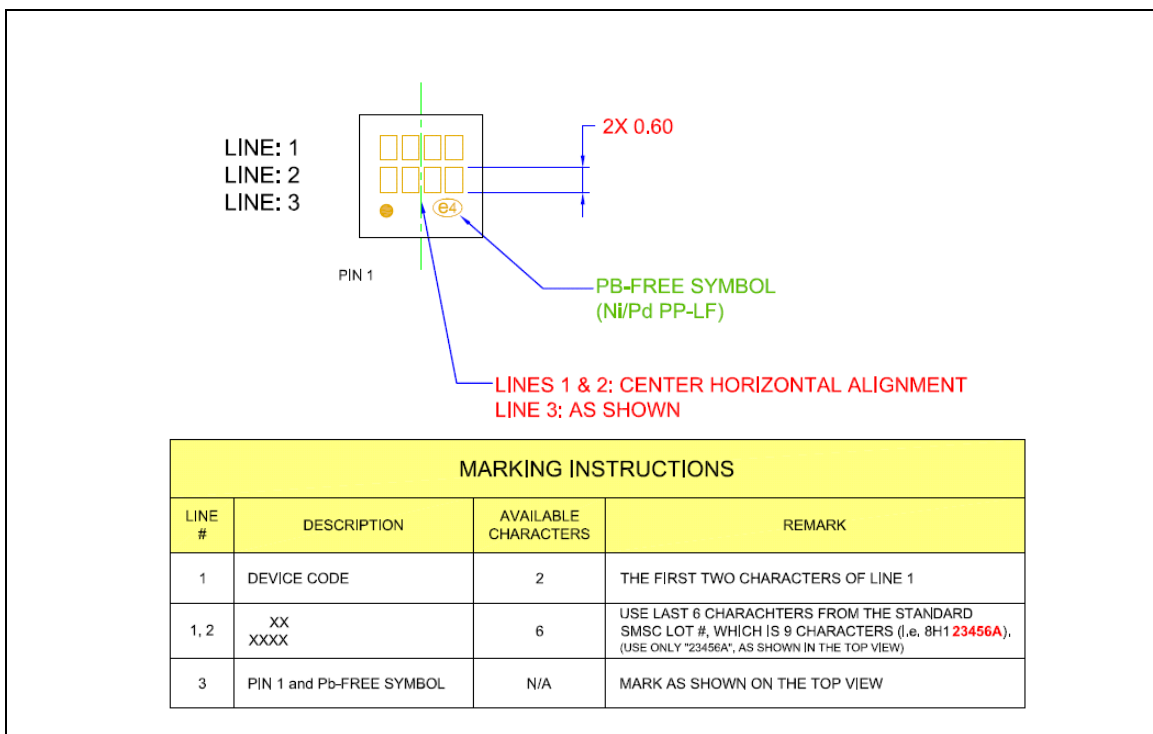 LINE: 1
LINE: 2
LINE: 3
2X 0.60
e4
PIN 1
PB-FREE SYMBOL
(Ni/Pd PP-LF)
LINES 1 & 2: CENTER HORIZONTAL ALIGNMENT
LINE 3: AS SHOWN
MARKING INSTRUCTIONS
LINE
#
DESCRIPTION
AVAILABLE
CHARACTERS
REMARK
1
DEVICE CODE
2
THE FIRST TWO CHARACTERS OF LINE 1
1, 2
XX
XXXX
6
USE LAST 6 CHARACHTERS FROM THE STANDARD
SMSC LOT #, WHICH IS 9 CHARACTERS (I.e. 8H123456A).
(USE ONLY "23456A", AS SHOWN IN THE TOP VIEW)
3
PIN 1 and Pb-FREE SYMBOL
N/A
MARK AS SHOWN ON THE TOP VIEW